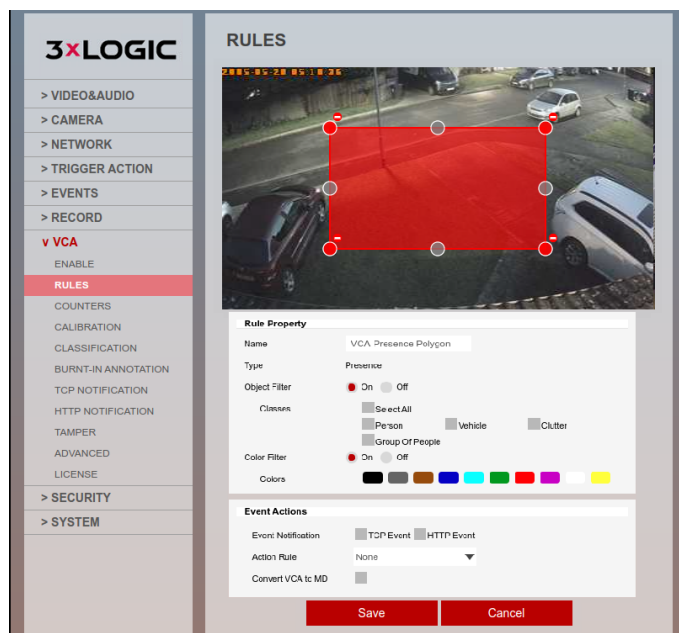 3xLOGIC
> VIDEO&AUDIO
> CAMERA
> NETWORK
> TRIGGER ACTION
> EVENTS
> RECORD
v VCA
ENABLE
RULES
COUNTERS
CALIBRATION
CLASSIFICATION
BURNT-IN ANNOTATION
TCP NOTIFICATION
HTTP NOTIFICATION
TAMPER
ADVANCED
LICENSE
> SECURITY
> SYSTEM
RULES
Rule Property
Name VCA Presence Polygon
Type Presence
Object Filter On Off
Classes Select All
Person Vehicle Clutter
Group Of People
Color Filter On Off
Colors
Event Actions
Event Notification TCP Event HTTP Event
Action Rule None
Convert VCA to MD
Save Cancel